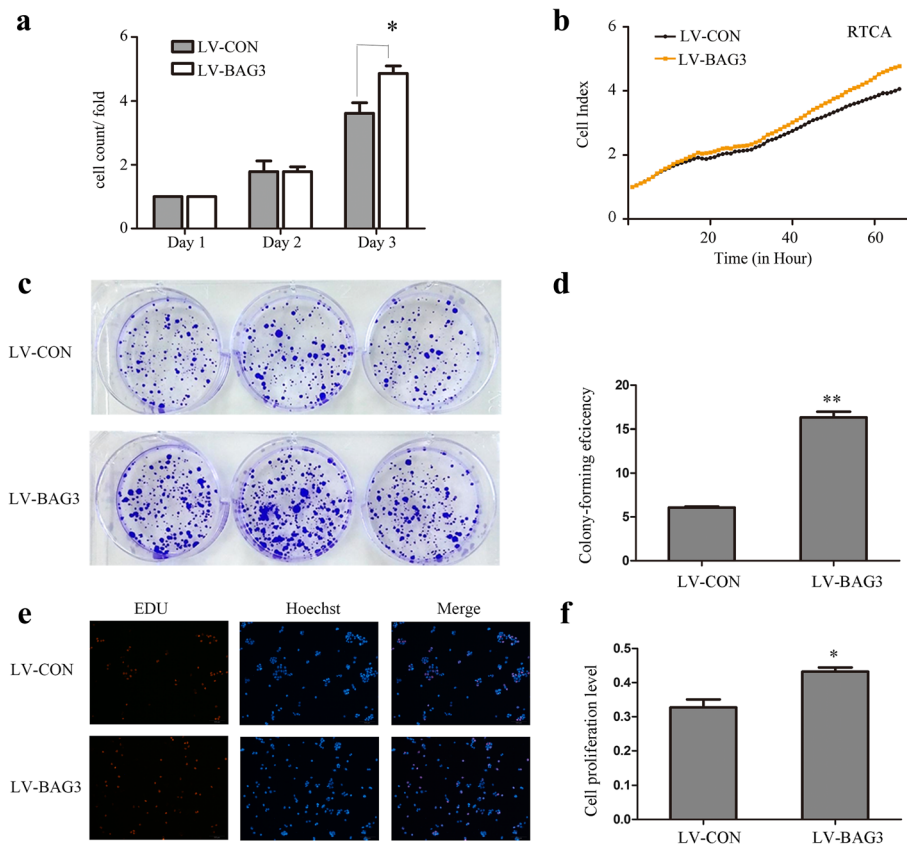 a
*
LV-CON
LV-BAG3
cell count/ fold
6
4
2
0
Day 1
Day 2
Day 3
b
RTCA
LV-CON
LV-BAG3
Cell Index
6
4
2
0
20
40
60
Time (in Hour)
c
LV-CON
LV-BAG3
d
Colony-forming efcicency
20
15
10
5
0
**
LV-CON
LV-BAG3
e
EDU
Hoechst
Merge
LV-CON
LV-BAG3
f
Cell proliferation level
0.5
0.4
0.3
0.2
0.1
0.0
*
LV-CON
LV-BAG3